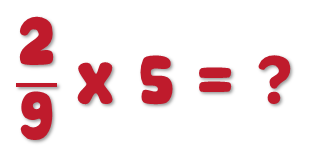 2/9 x 5 = ?